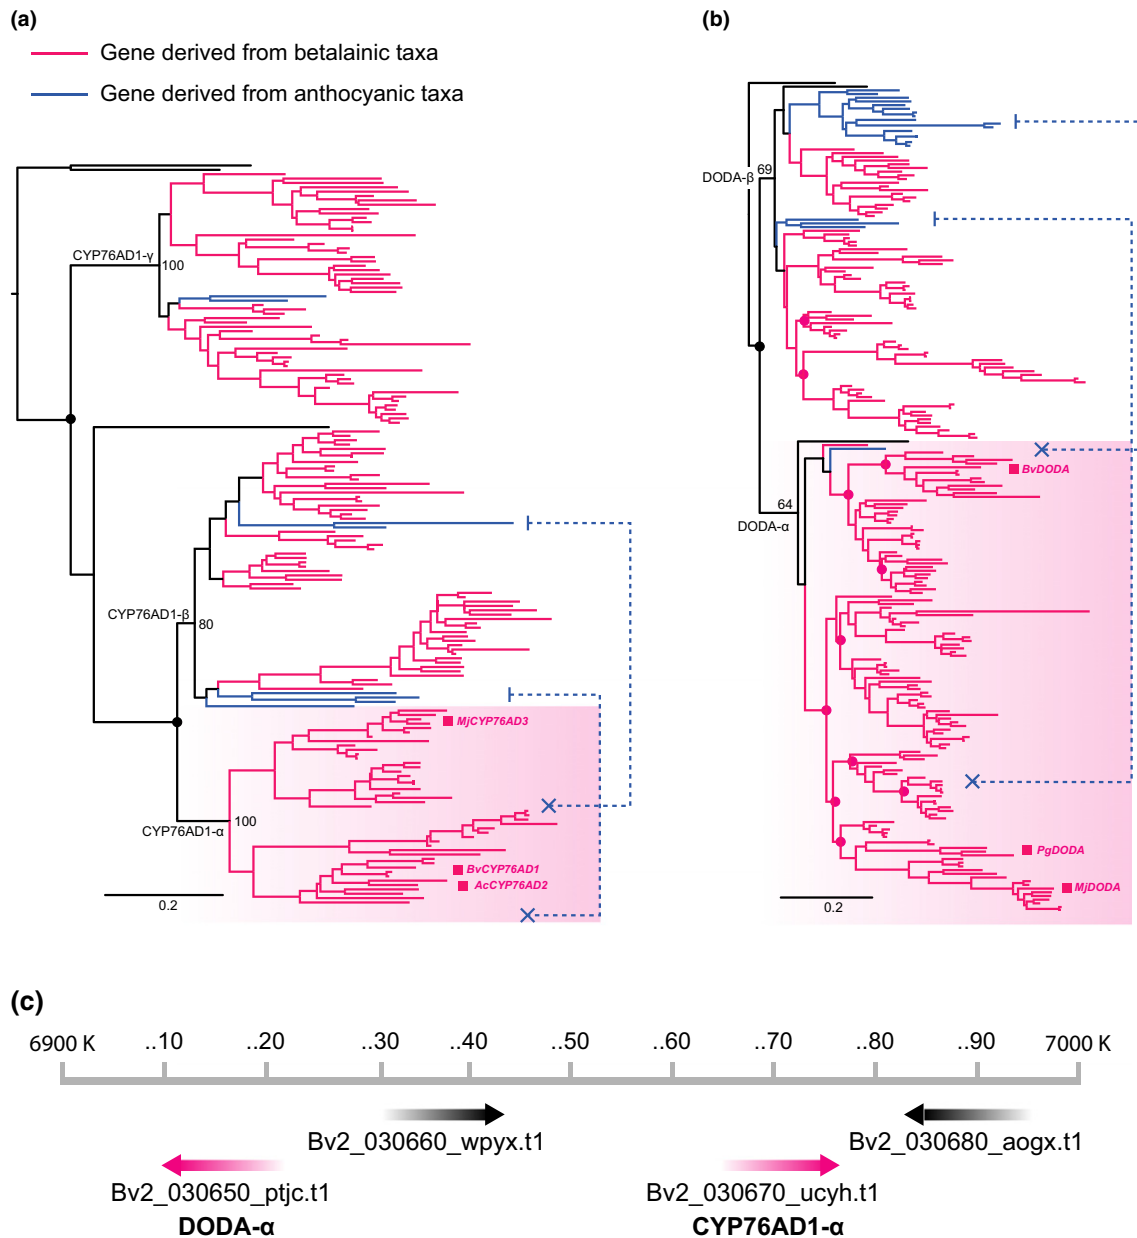 (a)
Gene derived from betalainic taxa
Gene derived from anthocyanic taxa
CYP76AD1-γ
100
CYP76AD1-β
80
MjCYP76AD3
CYP76AD1-α
100
BvCYP76AD1
AcCYP76AD2
0.2
(b)
DODA-β
69
BvDODA
64
DODA-α
PgDODA
MjDODA
0.2
(c)
6900 K ..10 ..20 ..30 ..40 ..50 ..60 ..70 ..80 ..90 7000 K
Bv2_030660_wpyx.t1
Bv2_030680_aogx.t1
Bv2_030650_ptjc.t1
DODA-α
Bv2_030670_ucyh.t1
CYP76AD1-α